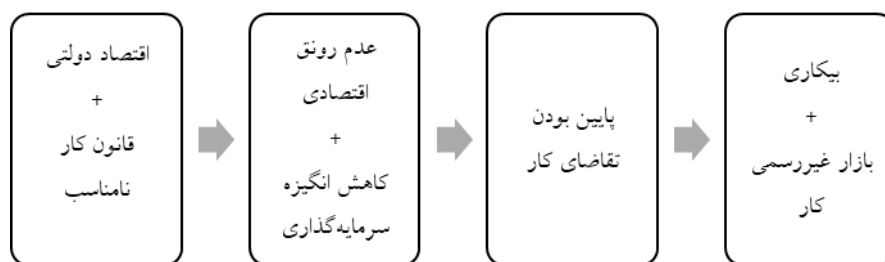 اقتصاد دولتی
+
قانون کار
نامناسب
عدم رونق
اقتصادی
+
کاهش انگیزه
سرمایه‌گذاری
پایین بودن
تقاضای کار
بیکاری
+
بازار غیررسمی
کار